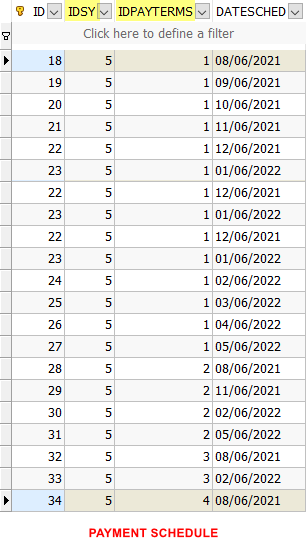 ID IDSY IDPAYTERMS DATESCHED
Click here to define a filter
18 5 1 08/06/2021
19 5 1 09/06/2021
20 5 1 10/06/2021
21 5 1 11/06/2021
22 5 1 12/06/2021
23 5 1 01/06/2022
22 5 1 12/06/2021
23 5 1 01/06/2022
22 5 1 12/06/2021
23 5 1 01/06/2022
24 5 1 02/06/2022
25 5 1 03/06/2022
26 5 1 04/06/2022
27 5 1 05/06/2022
28 5 2 08/06/2021
29 5 2 11/06/2021
30 5 2 02/06/2022
31 5 2 05/06/2022
32 5 3 08/06/2021
33 5 3 02/06/2022
34 5 4 08/06/2021
PAYMENT SCHEDULE